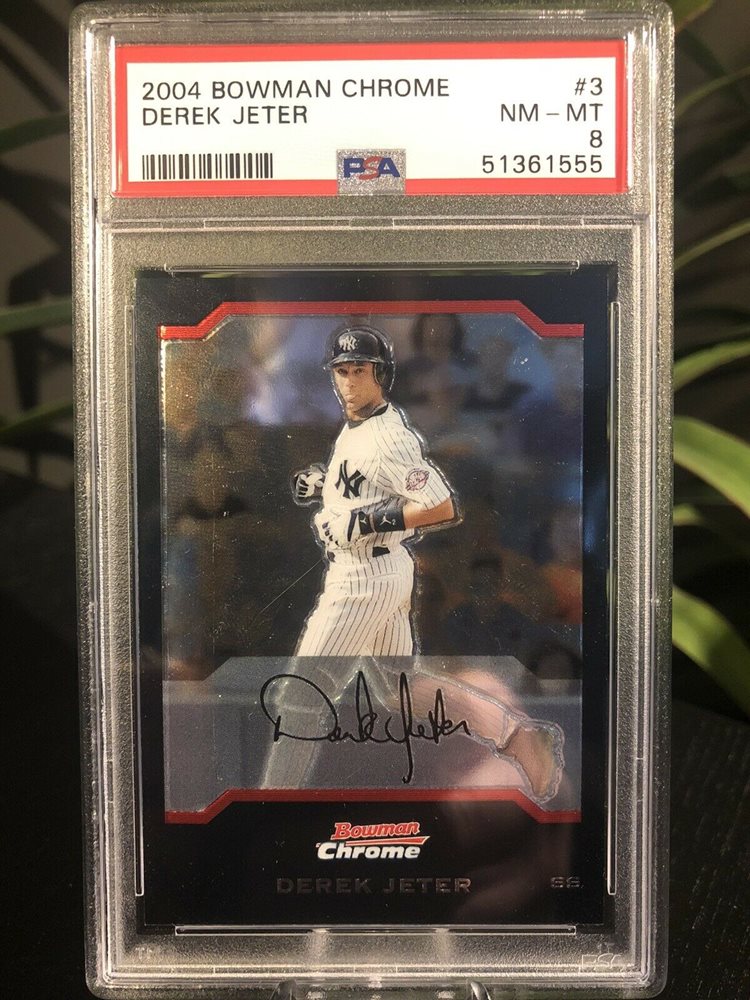 2004 BOWMAN CHROME #3
DEREK JETER NM - MT
8
PSA 51361555
NY
NY
Derek Jeter
Bowman
Chrome
DEREK JETER SS